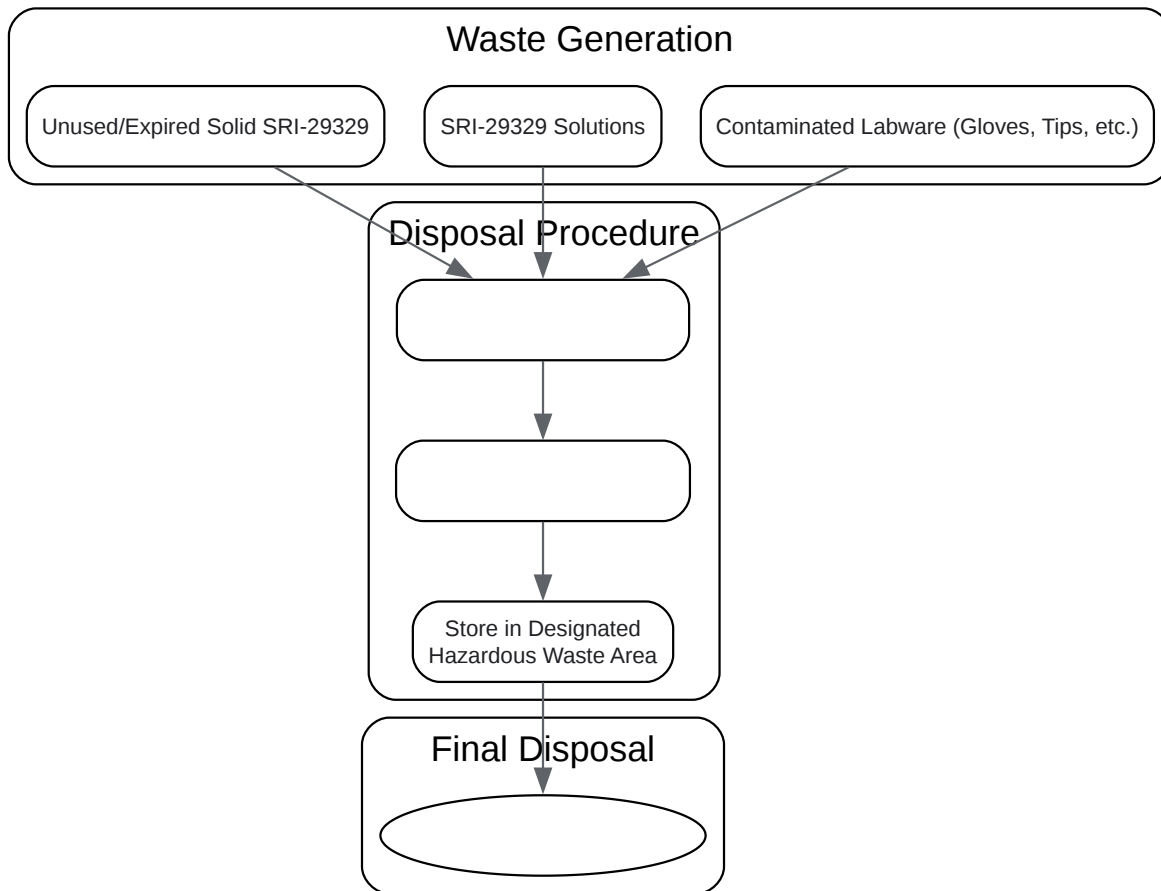 Waste Generation
Unused/Expired Solid SRI-29329
SRI-29329 Solutions
Contaminated Labware (Gloves, Tips, etc.)
Disposal Procedure
Store in Designated
Hazardous Waste Area
Final Disposal